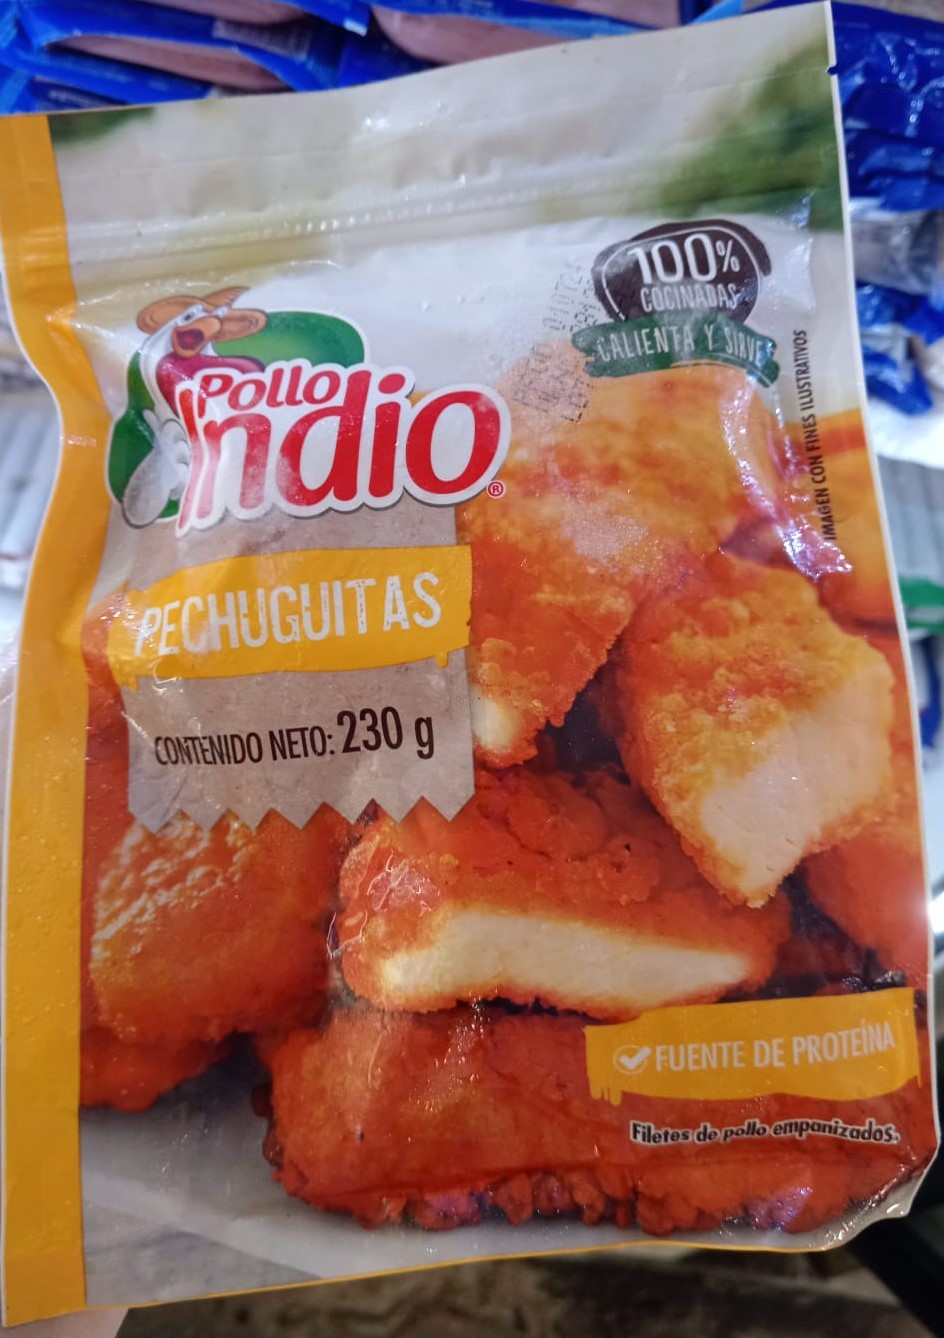 100%
COCINADAS
CALIENTA Y SIRVE
Pollo
Indio®
IMAGEN CON FINES ILUSTRATIVOS
PECHUGUITAS
CONTENIDO NETO: 230 g
FUENTE DE PROTEÍNA
Filetes de pollo empanizados.